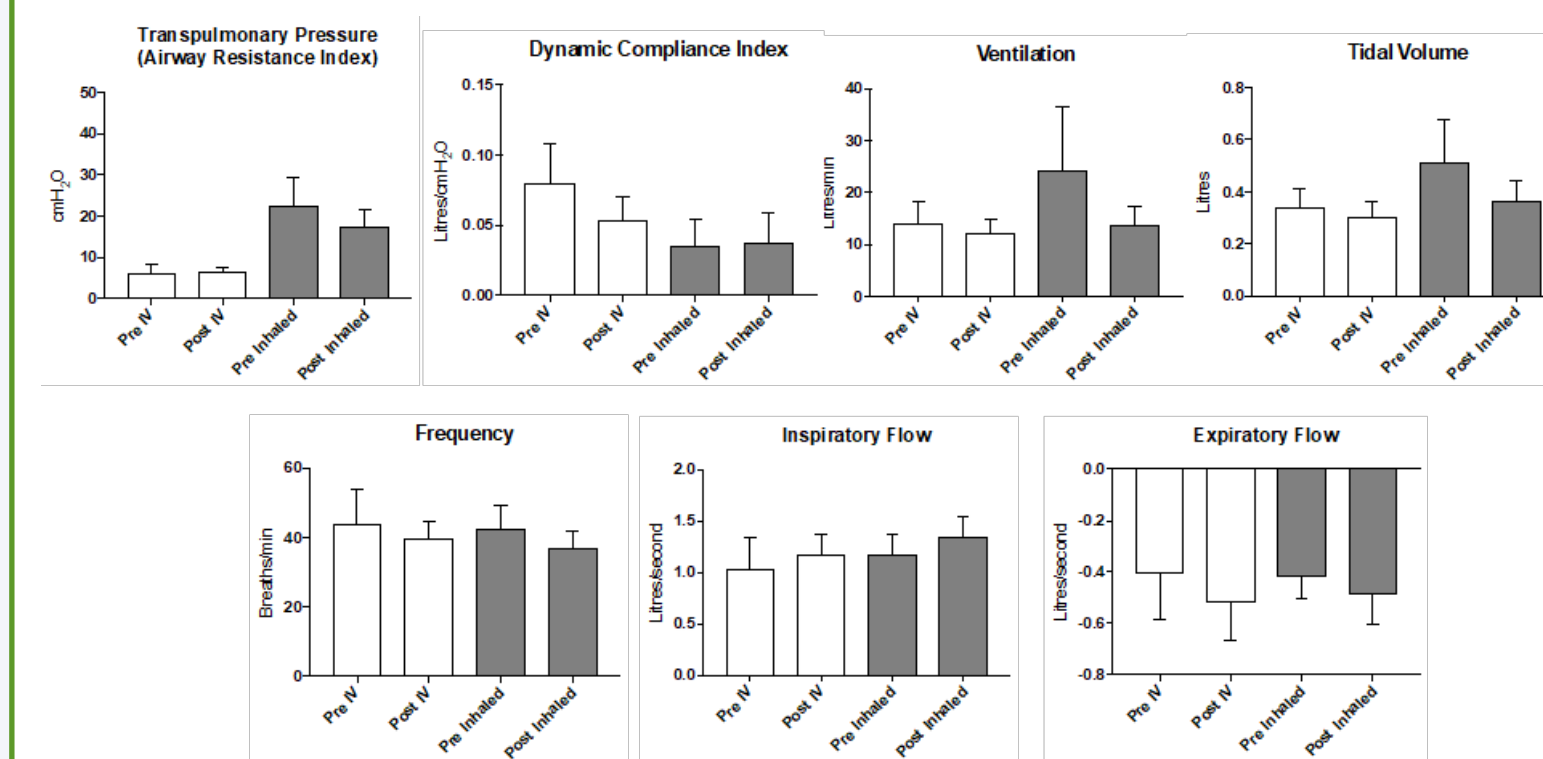 Transpulmonary Pressure
(Airway Resistance Index)
50
40
30
20
10
0
cmH₂O
Pre IV
Post IV
Pre Inhaled
Post Inhaled
Dynamic Compliance Index
0.15
0.10
0.05
0.00
Litres/cmH₂O
Pre IV
Post IV
Pre Inhaled
Post Inhaled
Ventilation
40
30
20
10
0
Litres/min
Pre IV
Post IV
Pre Inhaled
Post Inhaled
Tidal Volume
0.8
0.6
0.4
0.2
0.0
Litres
Pre IV
Post IV
Pre Inhaled
Post Inhaled
Frequency
60
40
20
0
Breaths/min
Pre IV
Post IV
Pre Inhaled
Post Inhaled
Inspiratory Flow
2.0
1.5
1.0
0.5
0.0
Litres/second
Pre IV
Post IV
Pre Inhaled
Post Inhaled
Expiratory Flow
0.0
-0.2
-0.4
-0.6
-0.8
Litres/second
Pre IV
Post IV
Pre Inhaled
Post Inhaled